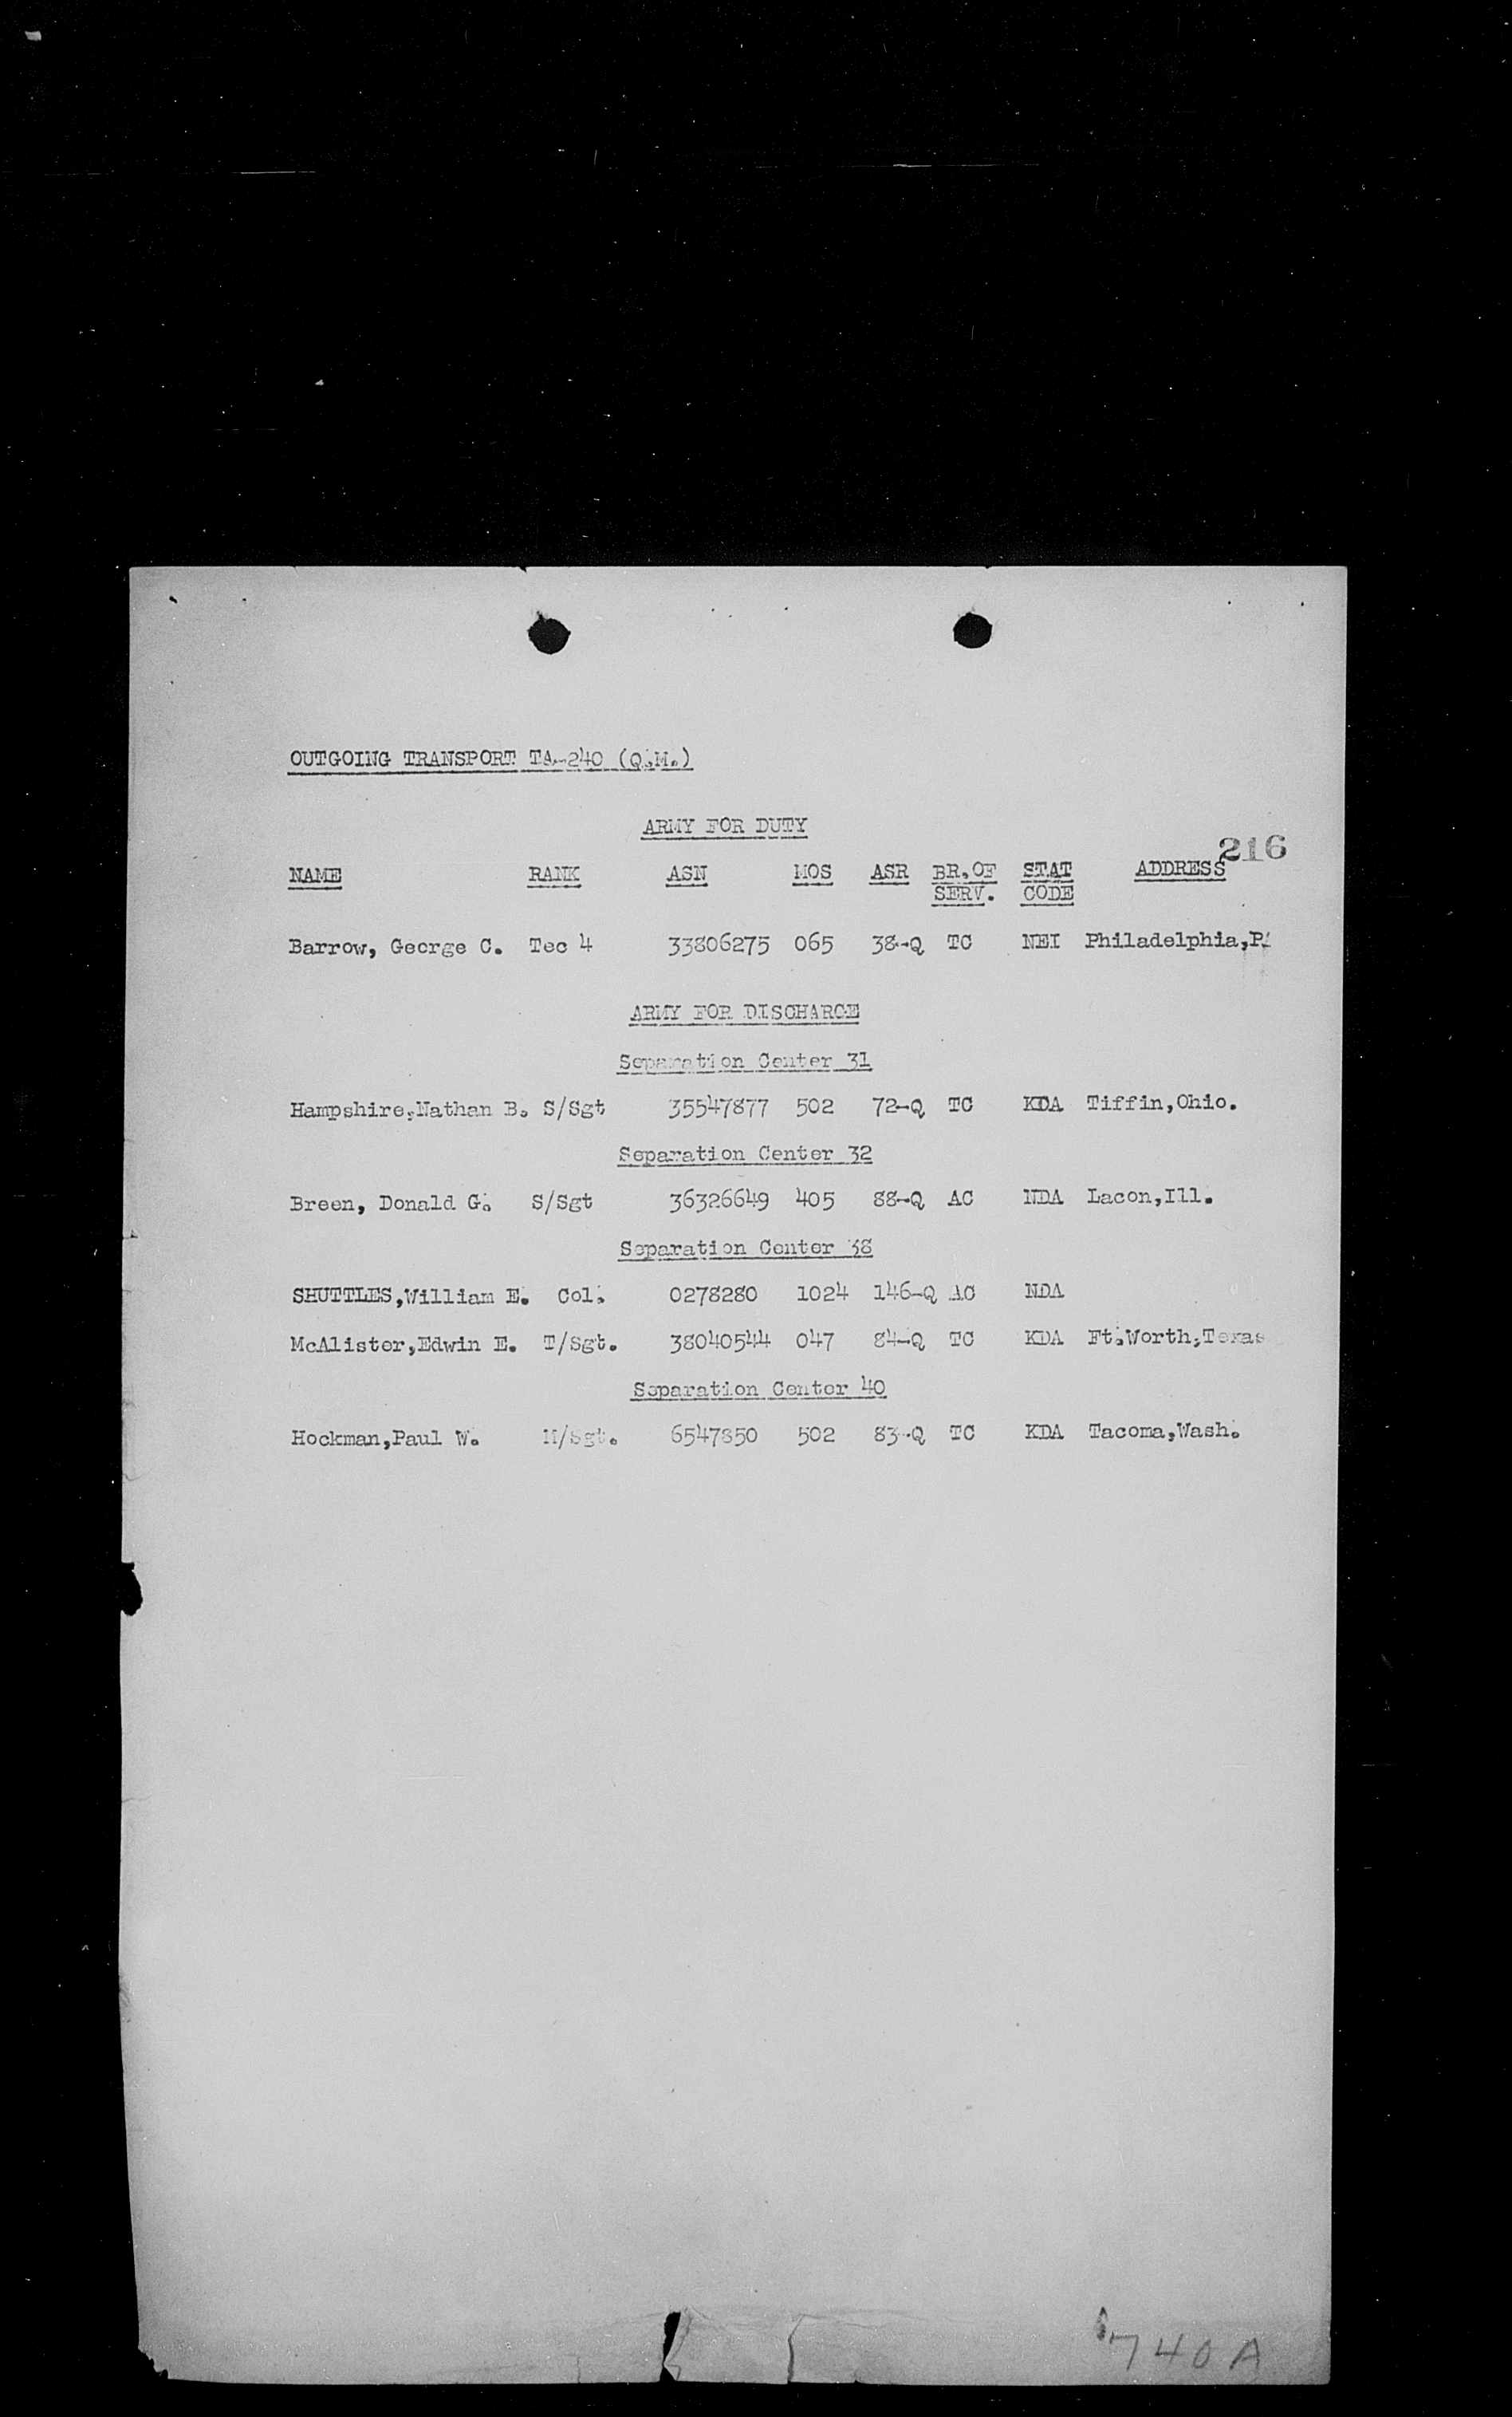 OUTGOING TRANSPORT TA-240 (Q.M.)
ARMY FOR DUTY
216
NAME RANK ASN MOS ASR BR.OF SERV. STAT CODE ADDRESS
Barrow, George C. Tec 4 33806275 065 38-Q TC NEI Philadelphia,P
ARMY FOR DISCHARGE
Separation Center 31
Hampshire,Nathan B. S/Sgt 35547877 502 72-Q TC KDA Tiffin,Ohio.
Separation Center 32
Breen, Donald G. S/Sgt 36326649 405 88-Q AC NDA Lacon,Ill.
Separation Center 38
SHUTTLES,William E. Col. 0278280 1024 146-Q AC NDA
McAlister,Edwin E. T/Sgt. 38040544 047 84-Q TC KDA Ft.Worth,Texas
Separation Center 40
Hockman,Paul W. M/Sgt. 6547850 502 83-Q TC KDA Tacoma,Wash.
740A